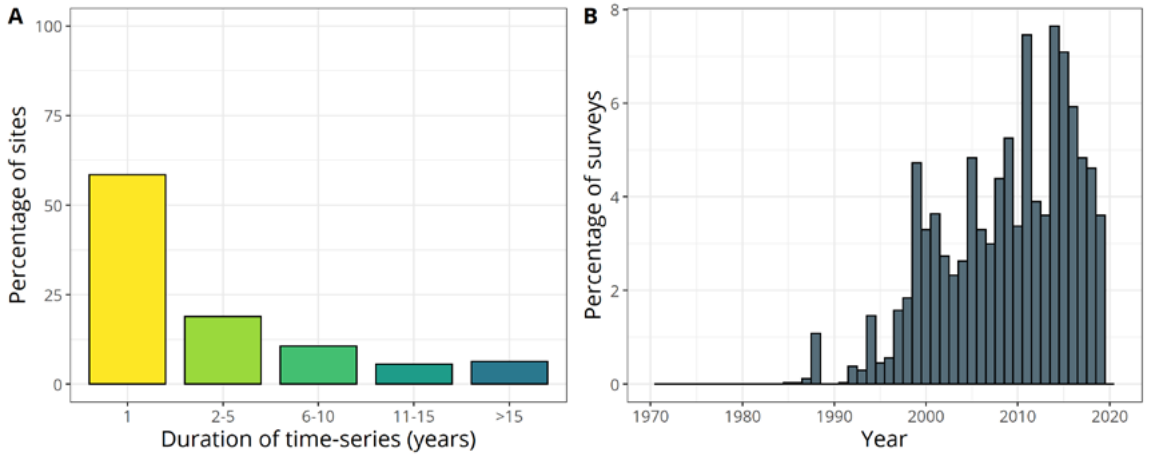 A
Percentage of sites
100
75
50
25
0
1 2-5 6-10 11-15 >15
Duration of time-series (years)
B
Percentage of surveys
8
6
4
2
0
1970 1980 1990 2000 2010 2020
Year